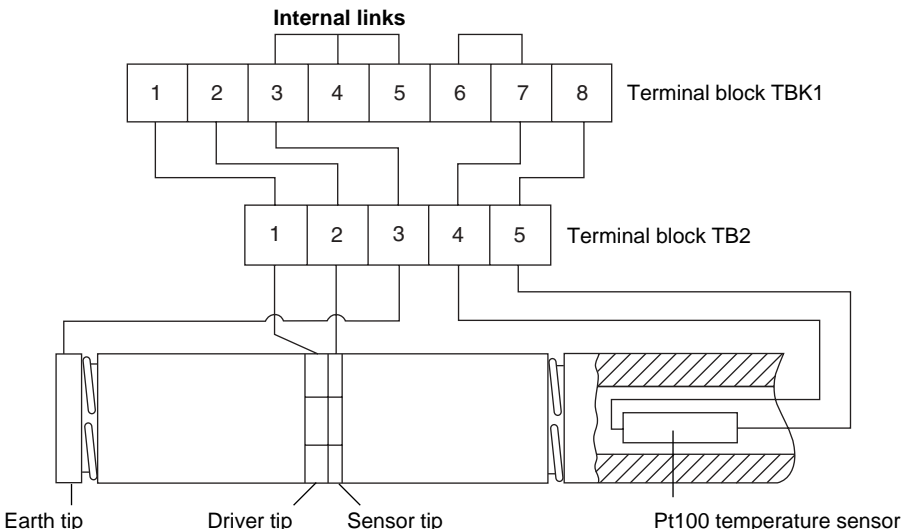 Internal links
1 2 3 4 5 6 7 8 Terminal block TBK1
1 2 3 4 5 Terminal block TB2
Earth tip Driver tip Sensor tip Pt100 temperature sensor